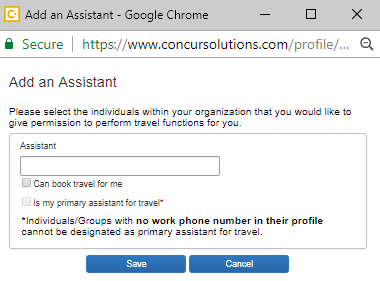 Add an Assistant - Google Chrome
Secure | https://www.concursolutions.com/profile/...
Add an Assistant
Please select the individuals within your organization that you would like to
give permission to perform travel functions for you.
Assistant
Can book travel for me
Is my primary assistant for travel*
*Individuals/Groups with no work phone number in their profile
cannot be designated as primary assistant for travel.
Save Cancel